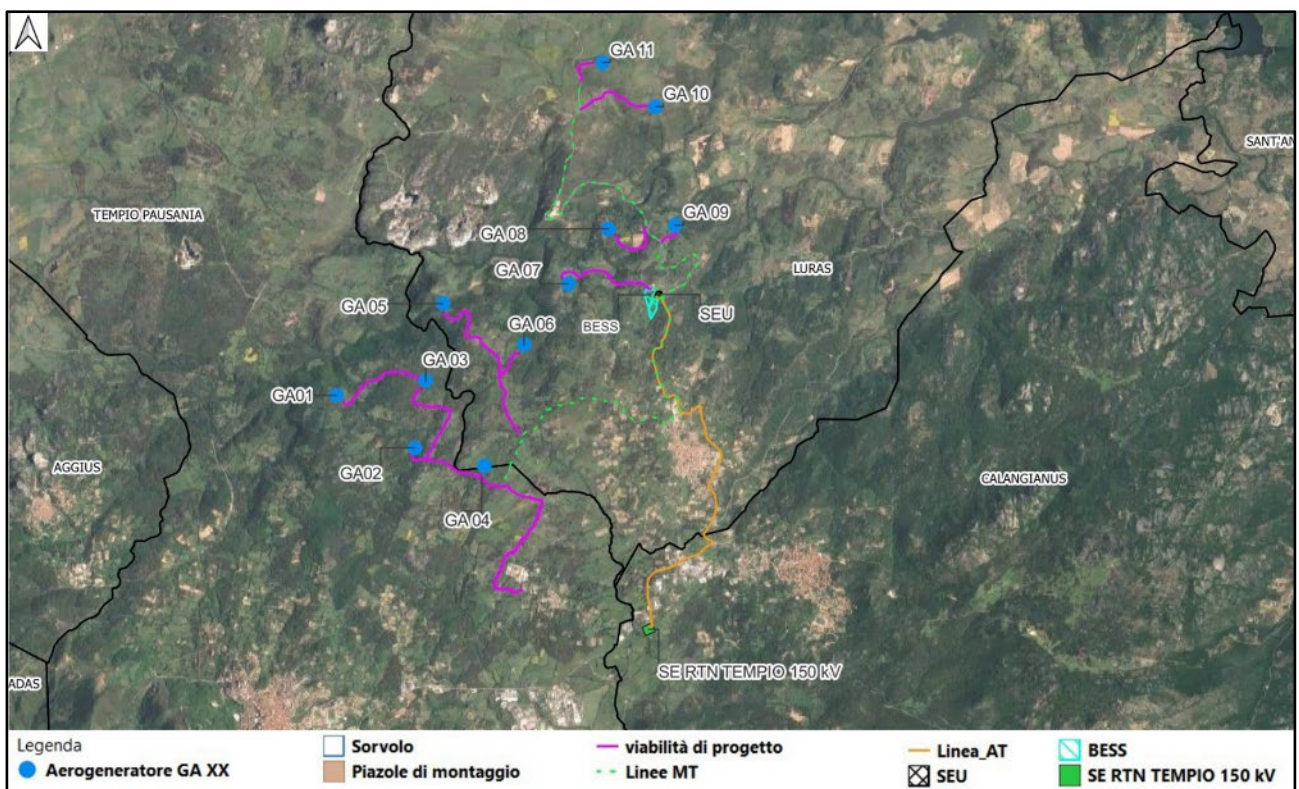 GA 11
GA 10
SANT'AN
TEMPIO PAUSANIA
GA 09
GA 08
GA 07
LURAS
GA 05
BESS
SEU
GA 06
GA 03
GA01
GA02
AGGIUS
CALANGIANUS
GA 04
SE RTN TEMPIO 150 kV
ADAS
Legenda
Aerogeneratore GA XX
Sorvolo
Piazole di montaggio
viabilità di progetto
Linee MT
Linea_AT
SEU
BESS
SE RTN TEMPIO 150 kV